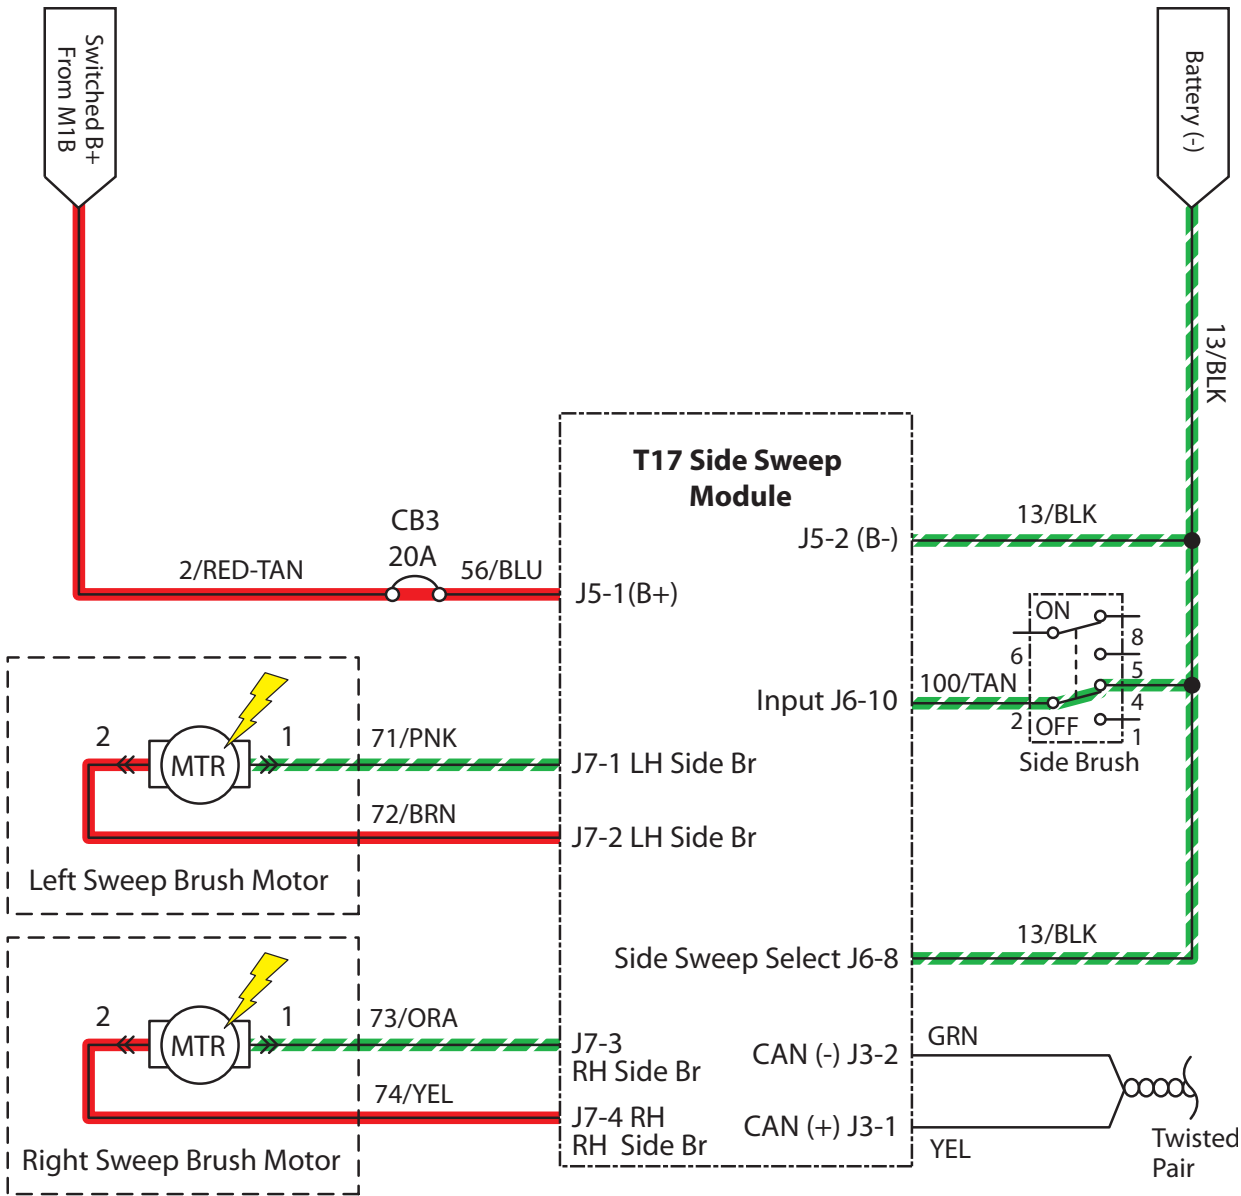 Switched B+
From M1B
Battery (-)
13/BLK
T17 Side Sweep
Module
CB3
20A
2/RED-TAN
56/BLU
J5-1(B+)
J5-2 (B-)
13/BLK
ON
6
8
5
Input J6-10
100/TAN
2
OFF
4
1
Side Brush
2
MTR
1
71/PNK
J7-1 LH Side Br
72/BRN
J7-2 LH Side Br
Left Sweep Brush Motor
Side Sweep Select J6-8
13/BLK
2
MTR
1
73/ORA
J7-3
RH Side Br
74/YEL
J7-4 RH
RH Side Br
Right Sweep Brush Motor
CAN (-) J3-2
GRN
CAN (+) J3-1
YEL
Twisted
Pair